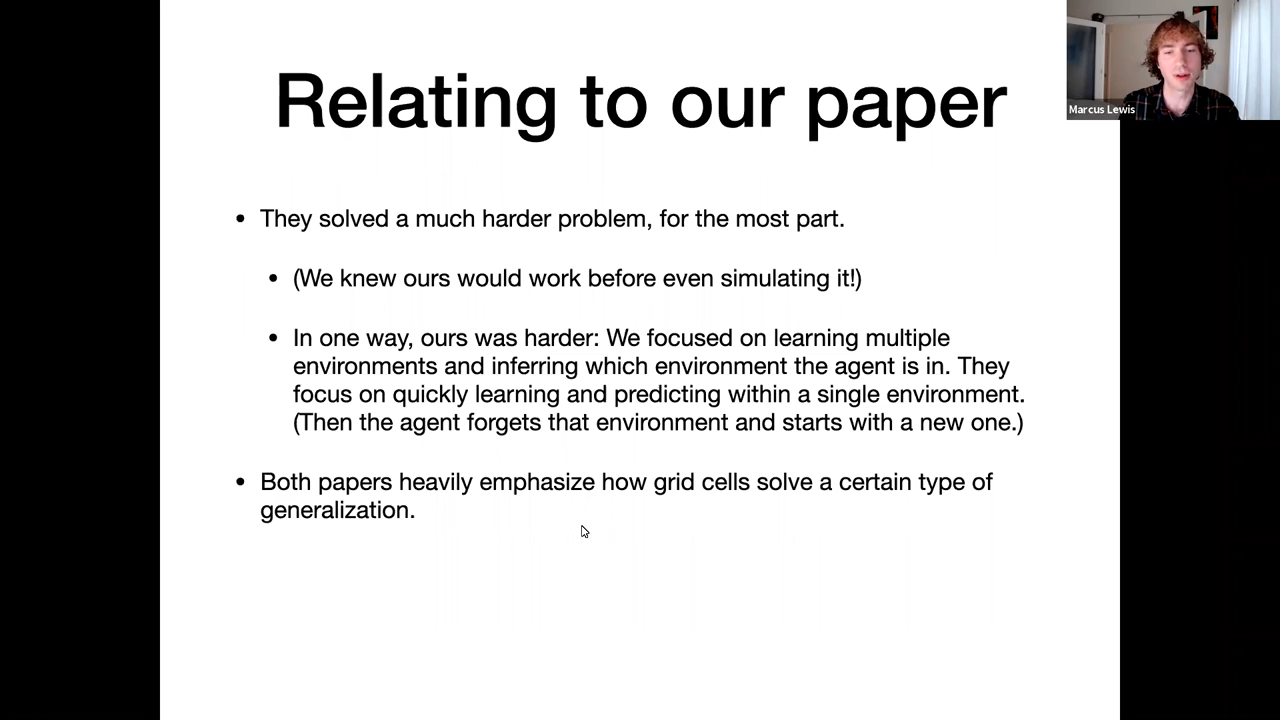 Relating to our paper
Marcus Lewis
• They solved a much harder problem, for the most part.
• (We knew ours would work before even simulating it!)
• In one way, ours was harder: We focused on learning multiple
environments and inferring which environment the agent is in. They
focus on quickly learning and predicting within a single environment.
(Then the agent forgets that environment and starts with a new one.)
• Both papers heavily emphasize how grid cells solve a certain type of
generalization.